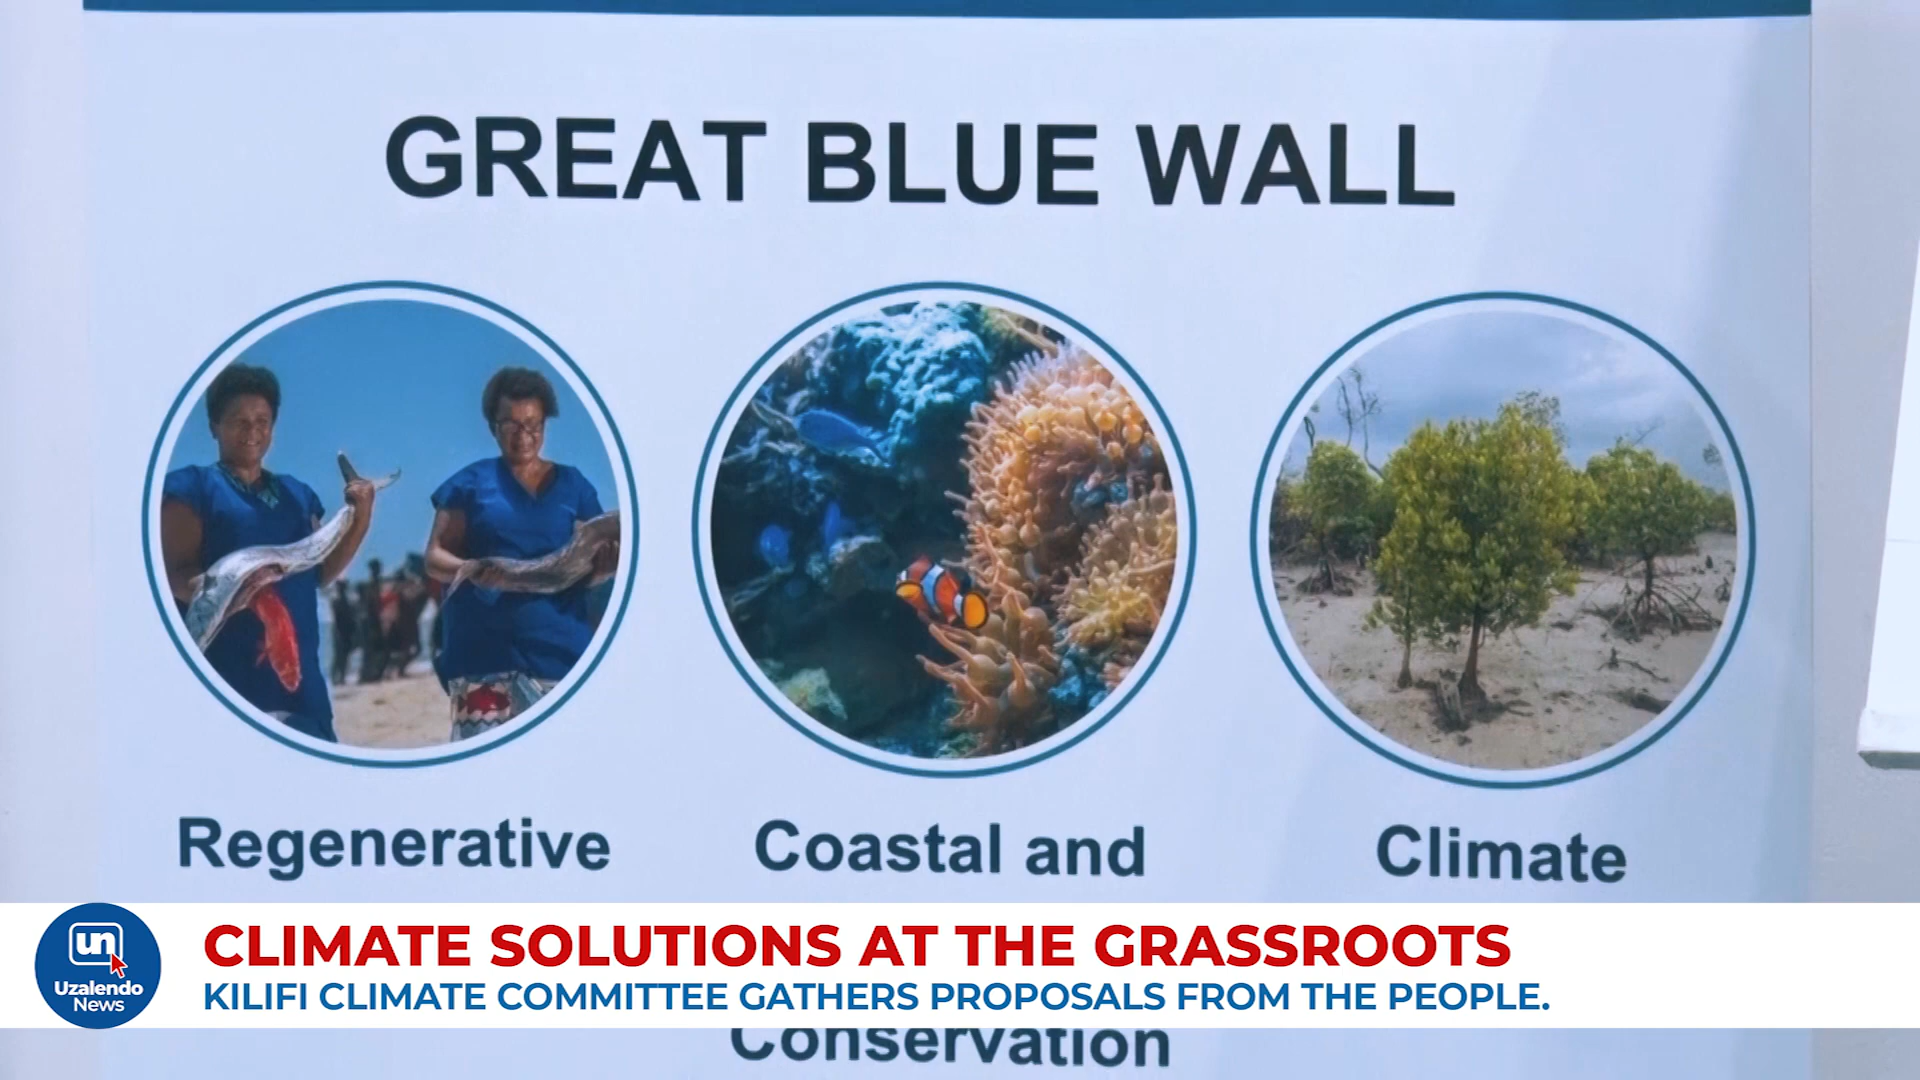 GREAT BLUE WALL
Regenerative
Coastal and
Climate
un
Uzalendo
News
CLIMATE SOLUTIONS AT THE GRASSROOTS
KILIFI CLIMATE COMMITTEE GATHERS PROPOSALS FROM THE PEOPLE.
Conservation